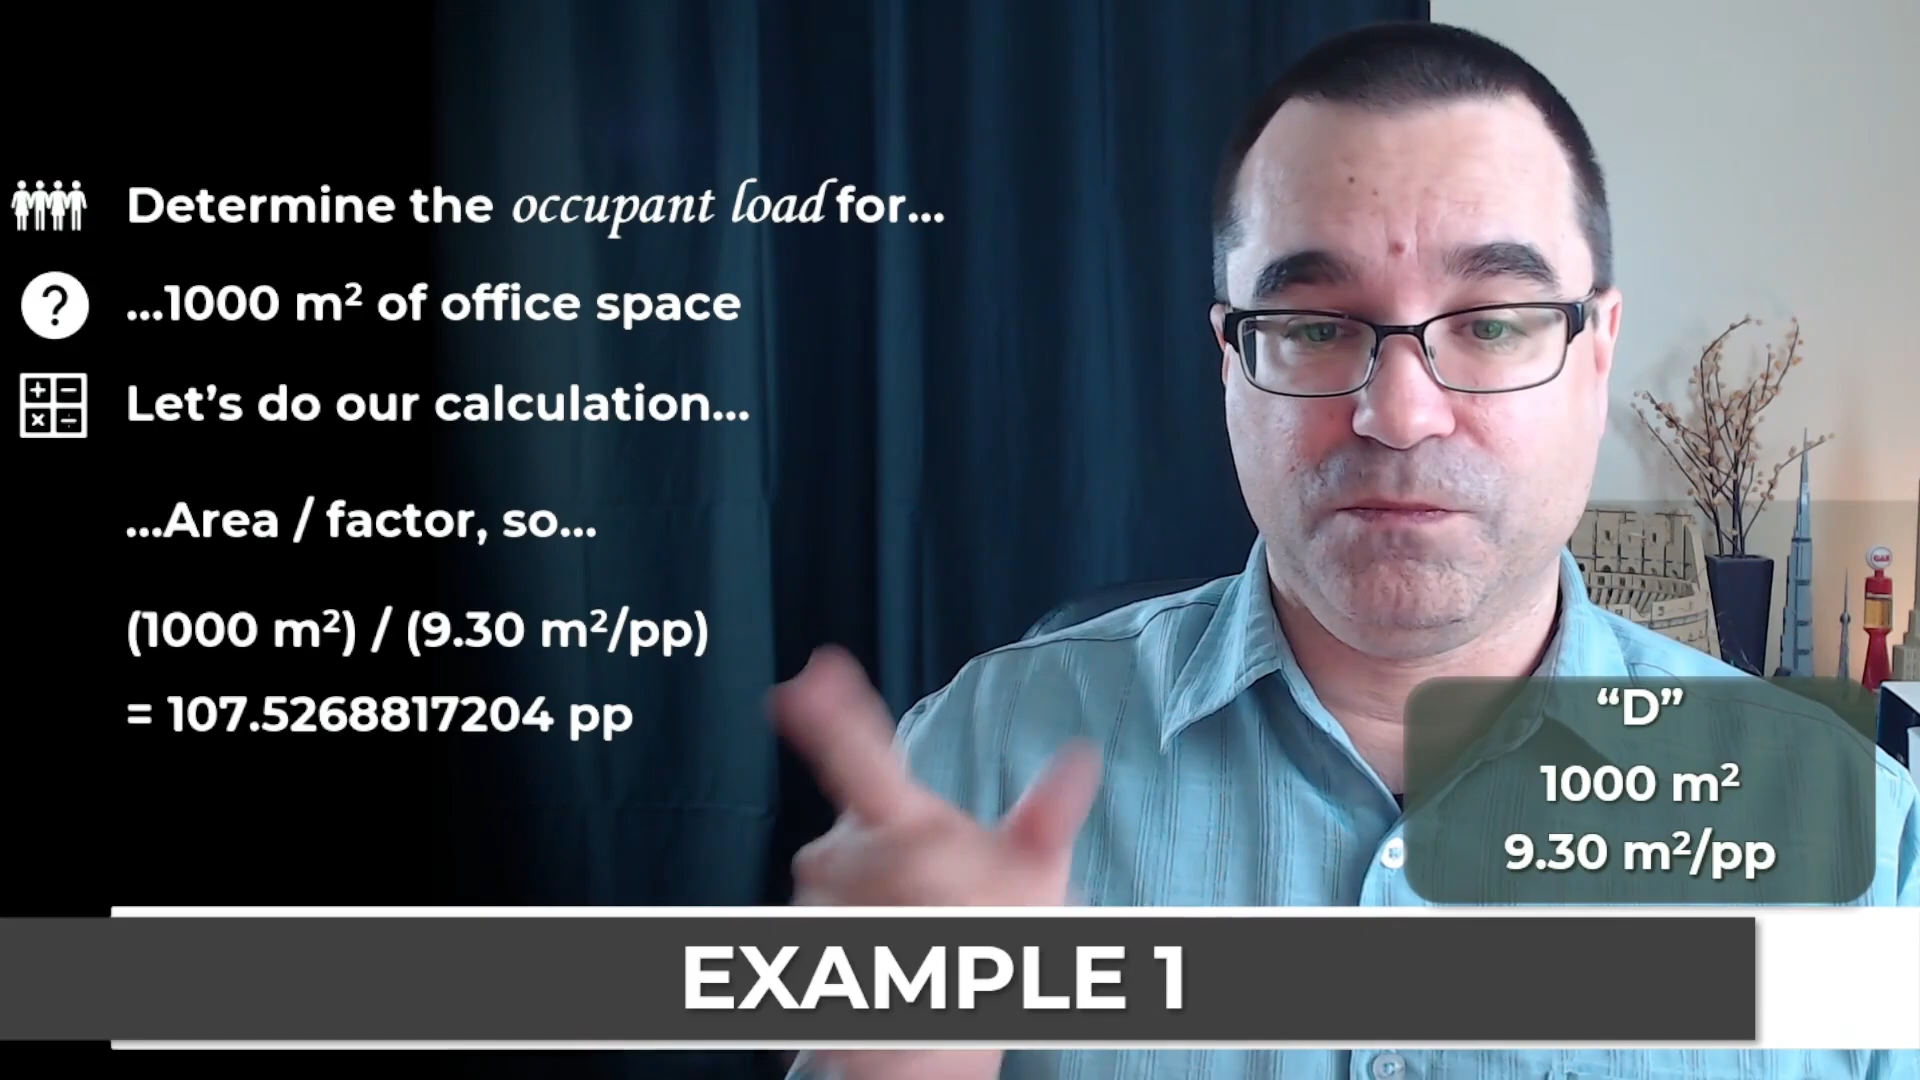 Determine the occupant load for...
...1000 m² of office space
Let's do our calculation...
...Area / factor, so...
(1000 m²) / (9.30 m²/pp)
= 107.5268817204 pp
“D”
1000 m²
9.30 m²/pp
EXAMPLE 1